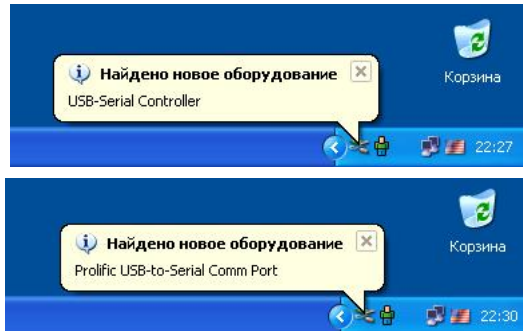 Найдено новое оборудование
USB-Serial Controller
Корзина
22:27
Найдено новое оборудование
Prolific USB-to-Serial Comm Port
Корзина
22:30